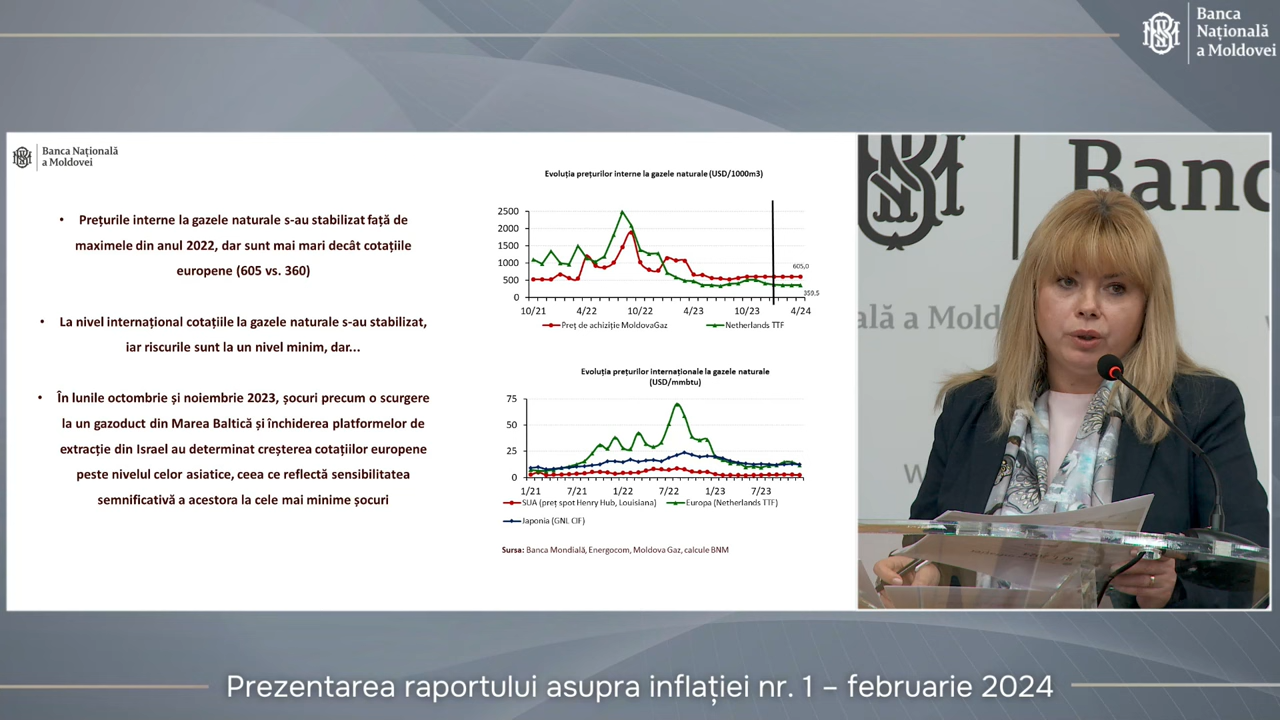 Banca
Națională
a Moldovei
Banca Națională
a Moldovei
• Prețurile interne la gazele naturale s-au stabilizat față de
maximele din anul 2022, dar sunt mai mari decât cotațiile
europene (605 vs. 360)
• La nivel internațional cotațiile la gazele naturale s-au stabilizat,
iar riscurile sunt la un nivel minim, dar...
• În lunile octombrie și noiembrie 2023, șocuri precum o scurgere
la un gazoduct din Marea Baltică și închiderea platformelor de
extracție din Israel au determinat creșterea cotațiilor europene
peste nivelul celor asiatice, ceea ce reflectă sensibilitatea
semnificativă a acestora la cele mai minime șocuri
Evoluția prețurilor interne la gazele naturale (USD/1000m3)
2500
2000
1500
1000
500
0
605,0
359,5
10/21 4/22 10/22 4/23 10/23 4/24
Preț de achiziție MoldovaGaz Netherlands TTF
Evoluția prețurilor internaționale la gazele naturale
(USD/mmbtu)
75
50
25
0
1/21 7/21 1/22 7/22 1/23 7/23
SUA (preț spot Henry Hub, Louisiana) Europa (Netherlands TTF)
Japonia (GNL CIF)
Sursa: Banca Mondială, Energocom, Moldova Gaz, calcule BNM
Banc
ală a Mold
w
Prezentarea raportului asupra inflației nr. 1 – februarie 2024